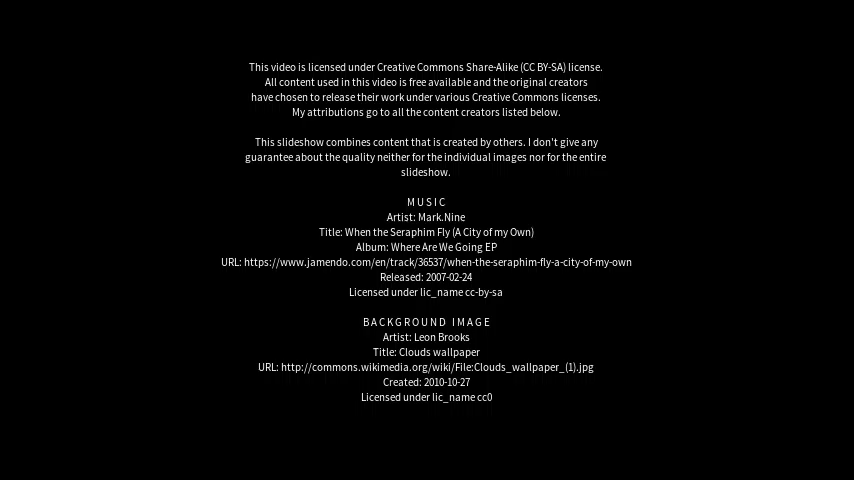 This video is licensed under Creative Commons Share-Alike (CC BY-SA) license.
All content used in this video is free available and the original creators
have chosen to release their work under various Creative Commons licenses.
My attributions go to all the content creators listed below.
This slideshow combines content that is created by others. I don't give any
guarantee about the quality neither for the individual images nor for the entire
slideshow.
MUSIC
Artist: Mark.Nine
Title: When the Seraphim Fly (A City of my Own)
Album: Where Are We Going EP
URL: https://www.jamendo.com/en/track/36537/when-the-seraphim-fly-a-city-of-my-own
Released: 2007-02-24
Licensed under lic_name cc-by-sa
BACKGROUND IMAGE
Artist: Leon Brooks
Title: Clouds wallpaper
URL: http://commons.wikimedia.org/wiki/File:Clouds_wallpaper_(1).jpg
Created: 2010-10-27
Licensed under lic_name cc0